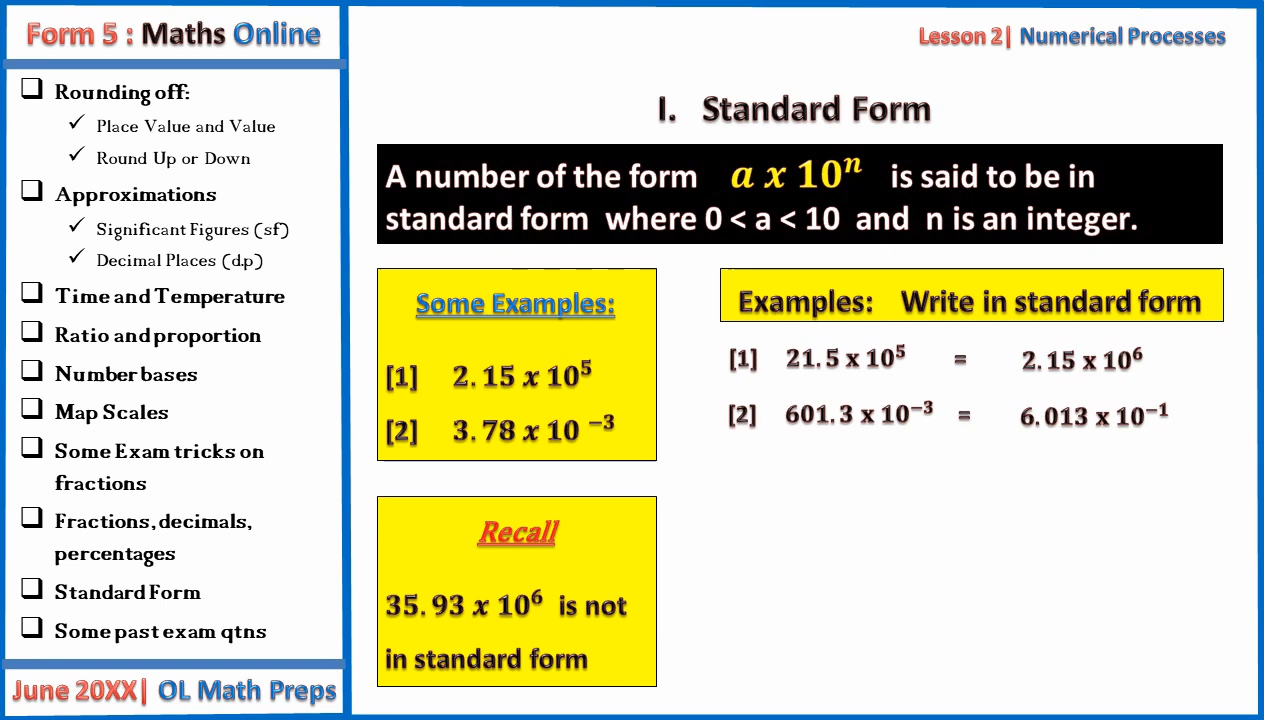 Form 5 : Maths Online
❑ Rounding off:
✓ Place Value and Value
✓ Round Up or Down
❑ Approximations
✓ Significant Figures (sf)
✓ Decimal Places (d.p)
❑ Time and Temperature
❑ Ratio and proportion
❑ Number bases
❑ Map Scales
❑ Some Exam tricks on
fractions
❑ Fractions, decimals,
percentages
❑ Standard Form
❑ Some past exam qtns
June 20XX| OL Math Preps
Lesson 2| Numerical Processes
I. Standard Form
A number of the form a x 10ⁿ is said to be in
standard form where 0 < a < 10 and n is an integer.
Some Examples:
[1] 2.15 x 10⁵
[2] 3.78 x 10 ⁻³
Recall
35.93 x 10⁶ is not
in standard form
Examples: Write in standard form
[1] 21.5 x 10⁵ = 2.15 x 10⁶
[2] 601.3 x 10⁻³ = 6.013 x 10⁻¹